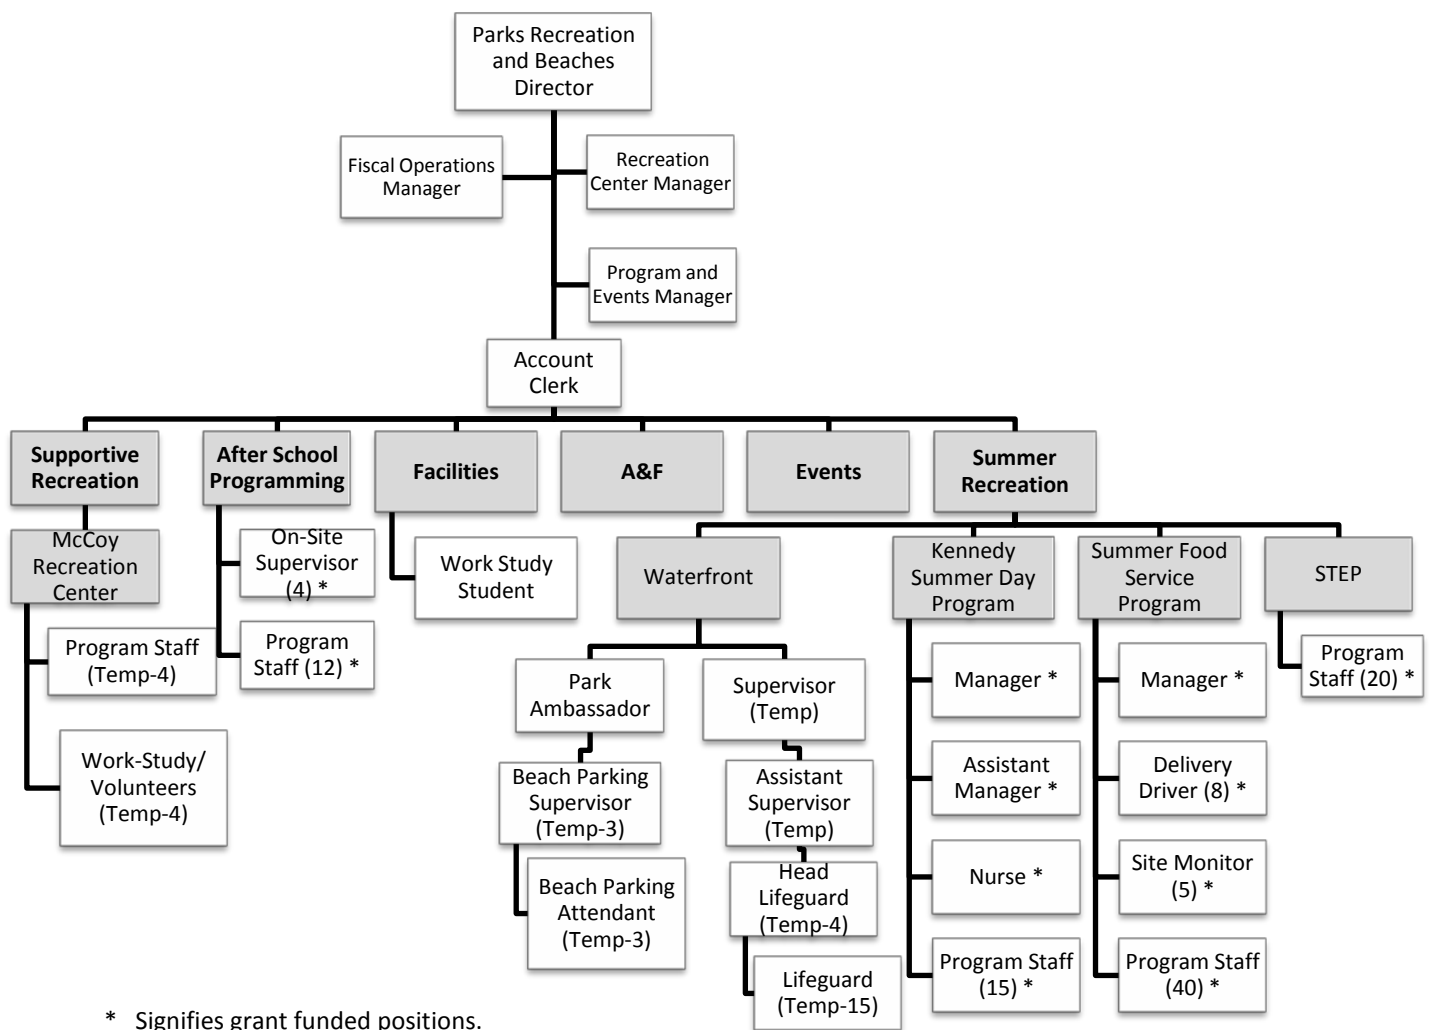 Parks Recreation
and Beaches
Director
Fiscal Operations
Manager
Recreation
Center Manager
Program and
Events Manager
Account
Clerk
Supportive
Recreation
After School
Programming
Facilities
A&F
Events
Summer
Recreation
McCoy
Recreation
Center
Program Staff
(Temp-4)
Work-Study/
Volunteers
(Temp-4)
On-Site
Supervisor
(4) *
Program
Staff (12) *
Work Study
Student
Waterfront
Park
Ambassador
Beach Parking
Supervisor
(Temp-3)
Beach Parking
Attendant
(Temp-3)
Supervisor
(Temp)
Assistant
Supervisor
(Temp)
Head
Lifeguard
(Temp-4)
Lifeguard
(Temp-15)
Kennedy
Summer Day
Program
Manager *
Assistant
Manager *
Nurse *
Program Staff
(15) *
Summer Food
Service
Program
Manager *
Delivery
Driver (8) *
Site Monitor
(5) *
Program Staff
(40) *
STEP
Program
Staff (20) *
* Signifies grant funded positions.